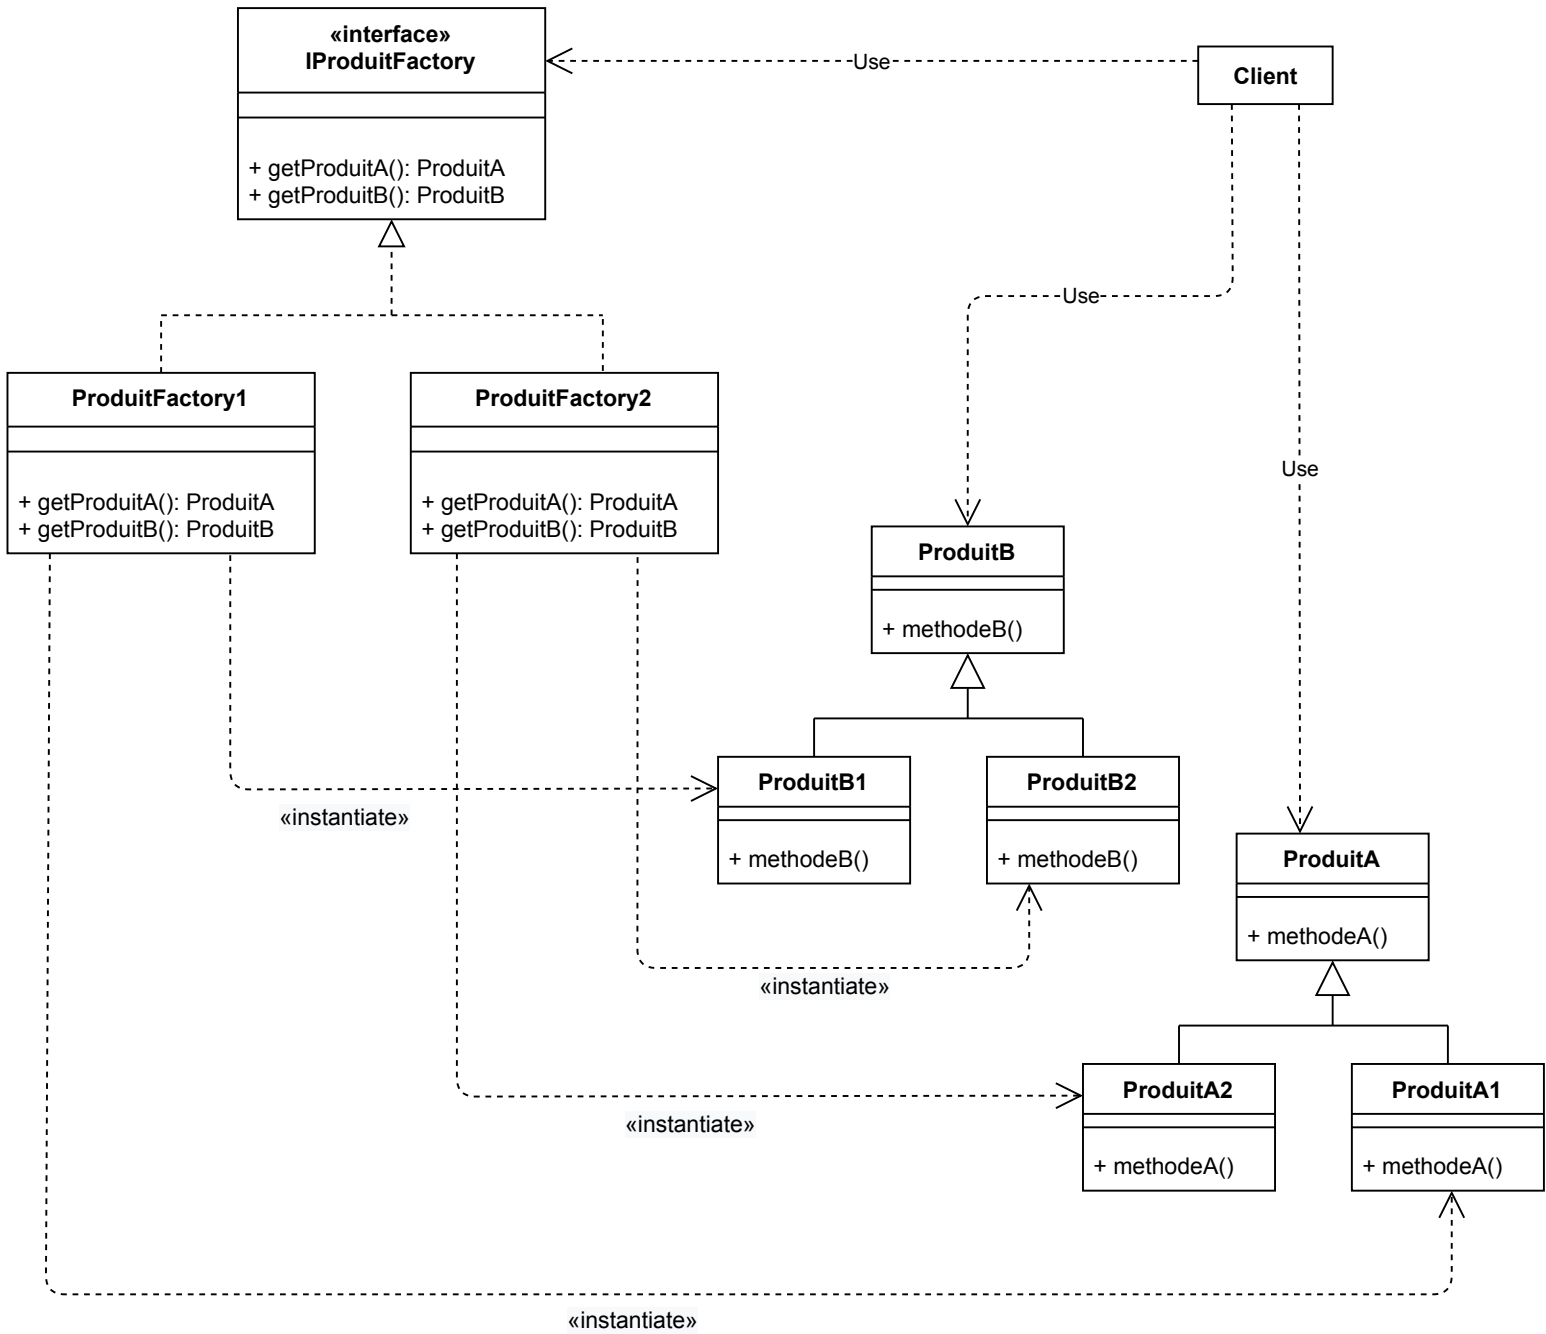 «interface»
IProduitFactory
+ getProduitA(): ProduitA
+ getProduitB(): ProduitB
Use
Client
Use
ProduitFactory1
+ getProduitA(): ProduitA
+ getProduitB(): ProduitB
ProduitFactory2
+ getProduitA(): ProduitA
+ getProduitB(): ProduitB
Use
ProduitB
+ methodeB()
ProduitB1
+ methodeB()
ProduitB2
+ methodeB()
«instantiate»
ProduitA
+ methodeA()
«instantiate»
ProduitA2
+ methodeA()
ProduitA1
+ methodeA()
«instantiate»
«instantiate»